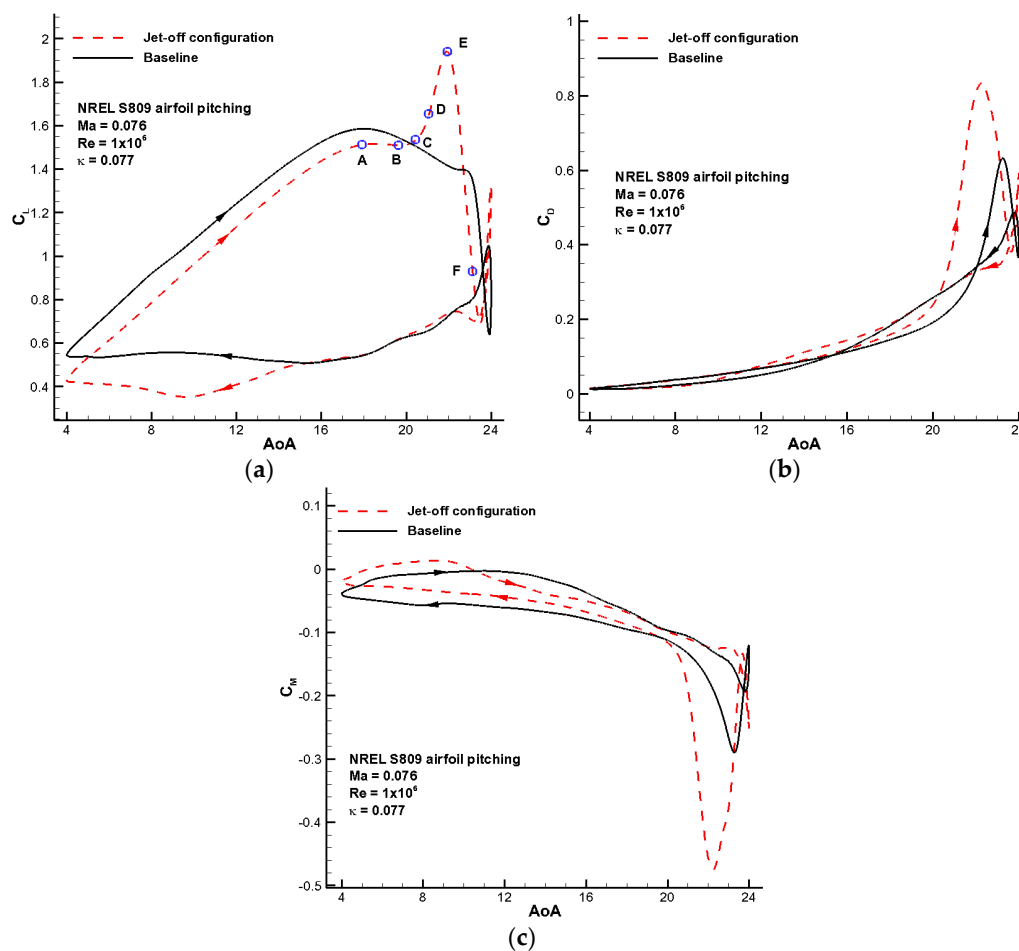 Jet-off configuration
Baseline
NREL S809 airfoil pitching
Ma = 0.076
Re = 1x10⁶
κ = 0.077
A
B
C
D
E
F
C_L
2
1.8
1.6
1.4
1.2
1
0.8
0.6
0.4
4 8 12 16 20 24
AoA
(a)
Jet-off configuration
Baseline
NREL S809 airfoil pitching
Ma = 0.076
Re = 1x10⁶
κ = 0.077
C_D
1
0.8
0.6
0.4
0.2
0
4 8 12 16 20 24
AoA
(b)
Jet-off configuration
Baseline
NREL S809 airfoil pitching
Ma = 0.076
Re = 1x10⁶
κ = 0.077
C_M
0.1
0
-0.1
-0.2
-0.3
-0.4
-0.5
4 8 12 16 20 24
AoA
(c)